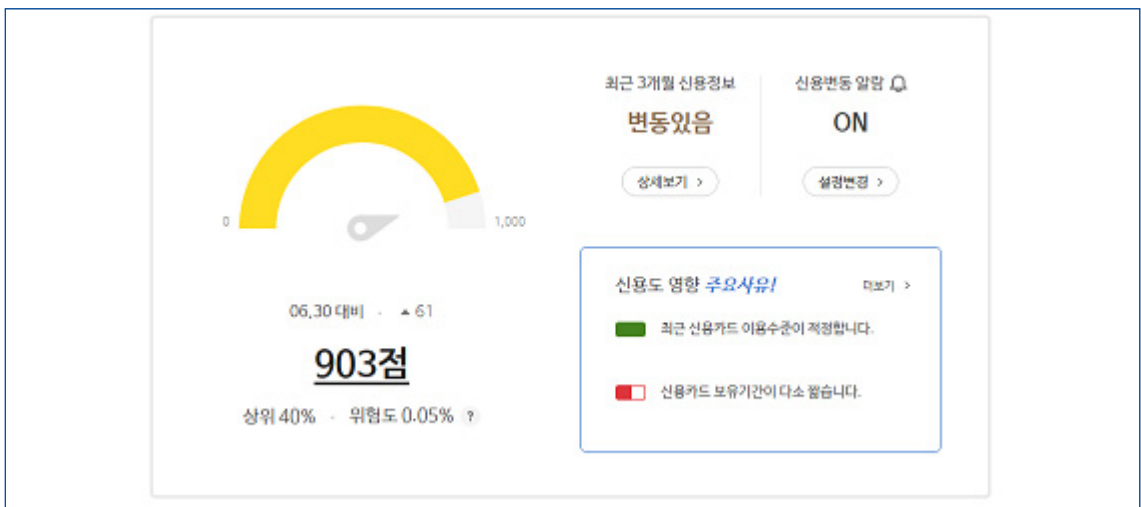 최근 3개월 신용정보
변동있음
상세보기 >
신용변동 알람
ON
설정변경 >
0
1,000
06.30 대비 · ▲ 61
903점
상위 40% · 위험도 0.05% ?
신용도 영향 주요사유!
더보기 >
최근 신용카드 이용수준이 적정합니다.
신용카드 보유기간이 다소 짧습니다.